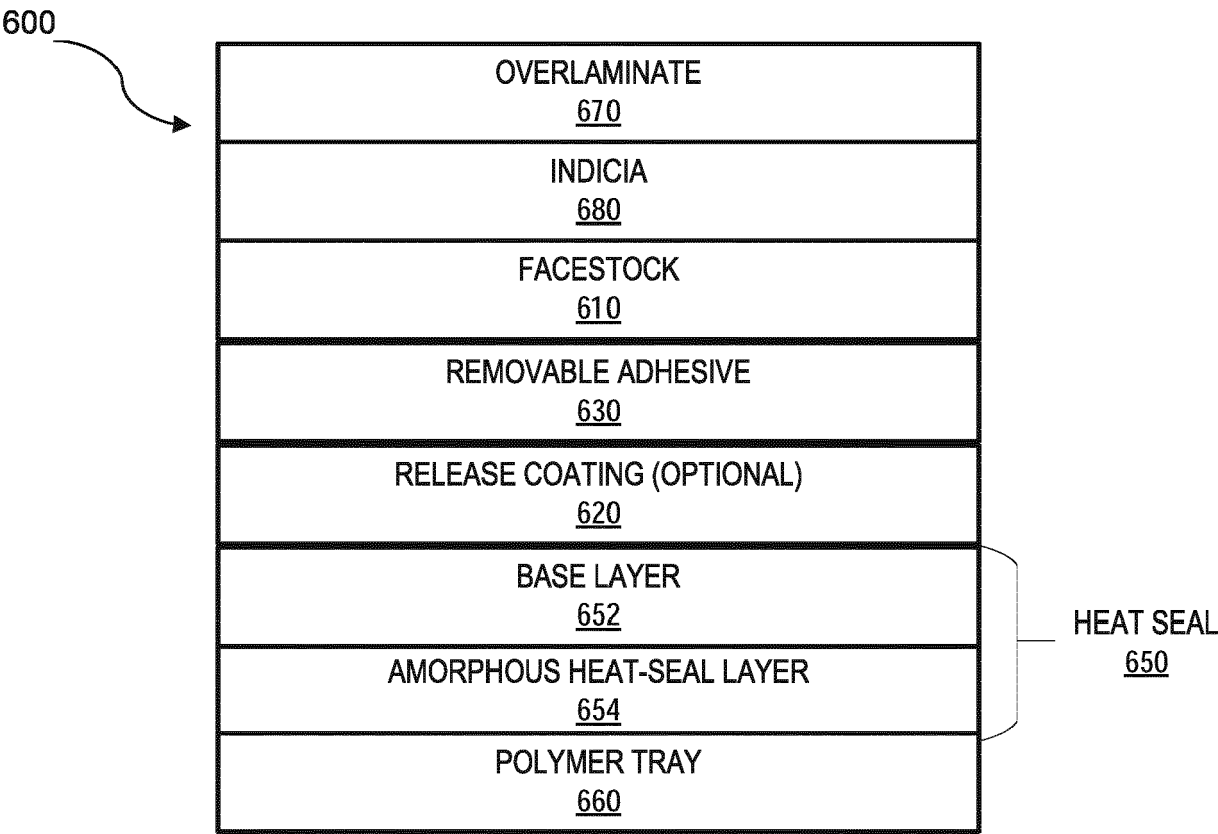 600
OVERLAMINATE
670
INDICIA
680
FACESTOCK
610
REMOVABLE ADHESIVE
630
RELEASE COATING (OPTIONAL)
620
BASE LAYER
652
HEAT SEAL
650
AMORPHOUS HEAT-SEAL LAYER
654
POLYMER TRAY
660